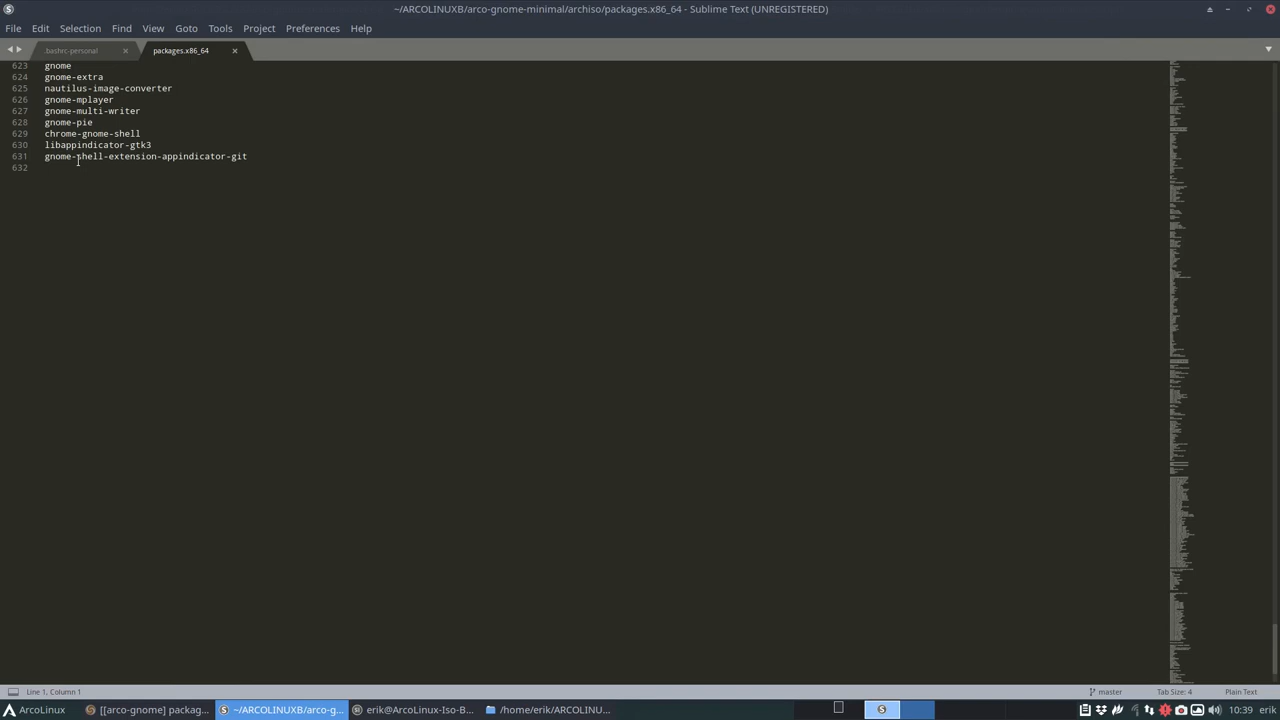 ~/ARCOLINUXB/arco-gnome-minimal/archiso/packages.x86_64 - Sublime Text (UNREGISTERED)
File Edit Selection Find View Goto Tools Project Preferences Help
.bashrc-personal × packages.x86_64 ×
623 gnome
624 gnome-extra
625 nautilus-image-converter
626 gnome-mplayer
627 gnome-multi-writer
628 gnome-pie
629 chrome-gnome-shell
630 libappindicator-gtk3
631 gnome-shell-extension-appindicator-git
632
Line 1, Column 1 master Tab Size: 4 Plain Text
ArcoLinux [[arco-gnome] packag... ~/ARCOLINUXB/arco-g... erik@ArcoLinux-Iso-B... /home/erik/ARCOLINU... 10:39 erik